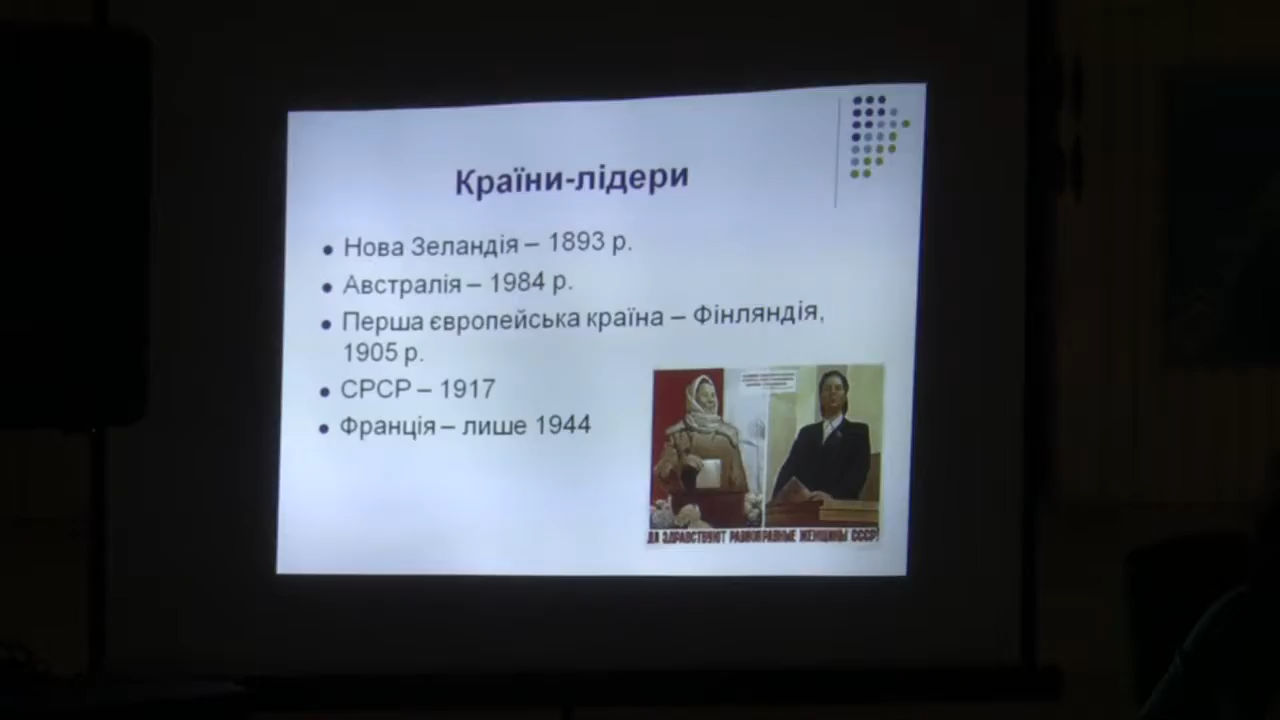 Країни-лідери
Нова Зеландія – 1893 р.
Австралія – 1984 р.
Перша європейська країна – Фінляндія,
1905 р.
СРСР – 1917
Франція – лише 1944
ДА ЗДРАВСТВУЮТ РАВНОПРАВНЫЕ ЖЕНЩИНЫ СССР!